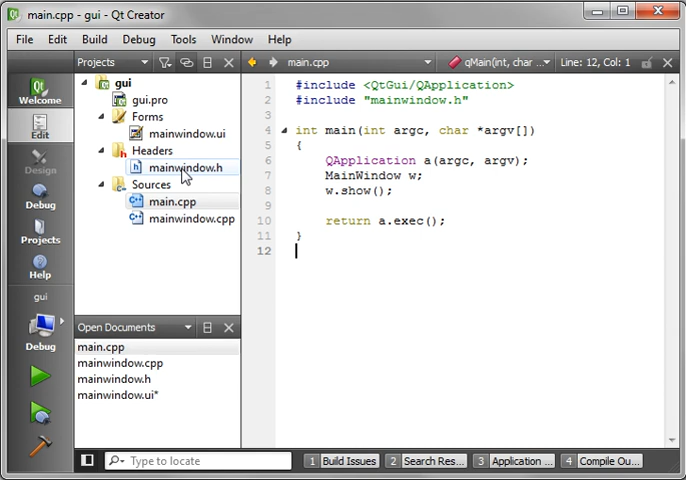 main.cpp - gui - Qt Creator
File Edit Build Debug Tools Window Help
Projects
main.cpp
qMain(int, char *...
Line: 12, Col: 1
Qt
Welcome
Edit
Design
Debug
Projects
Help
gui
Debug
gui
gui.pro
Forms
mainwindow.ui
Headers
h mainwindow.h
Sources
C++ main.cpp
C++ mainwindow.cpp
Open Documents
main.cpp
mainwindow.cpp
mainwindow.h
mainwindow.ui*
1 #include <QtGui/QApplication>
2 #include "mainwindow.h"
3
4 int main(int argc, char *argv[])
5 {
6 QApplication a(argc, argv);
7 MainWindow w;
8 w.show();
9
10 return a.exec();
11 }
12
Type to locate
1 Build Issues
2 Search Res...
3 Application ...
4 Compile Ou...